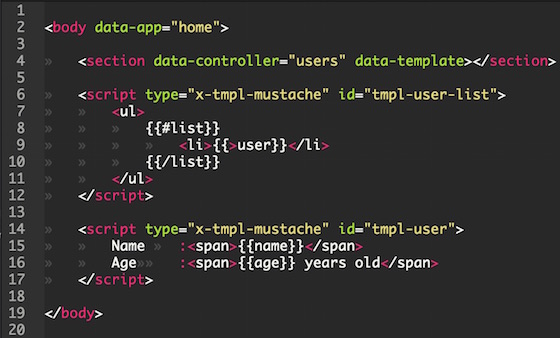 1
2 <body data-app="home">
3
4 » <section data-controller="users" data-template></section>
5
6 » <script type="x-tmpl-mustache" id="tmpl-user-list">
7 » » <ul>
8 » » » {{#list}}
9 » » » » <li>{{>user}}</li>
10 » » » {{/list}}
11 » » </ul>
12 » </script>
13
14 » <script type="x-tmpl-mustache" id="tmpl-user">
15 » » Name » :<span>{{name}}</span>
16 » » Age» » :<span>{{age}} years old</span>
17 » </script>
18
19 </body>
20